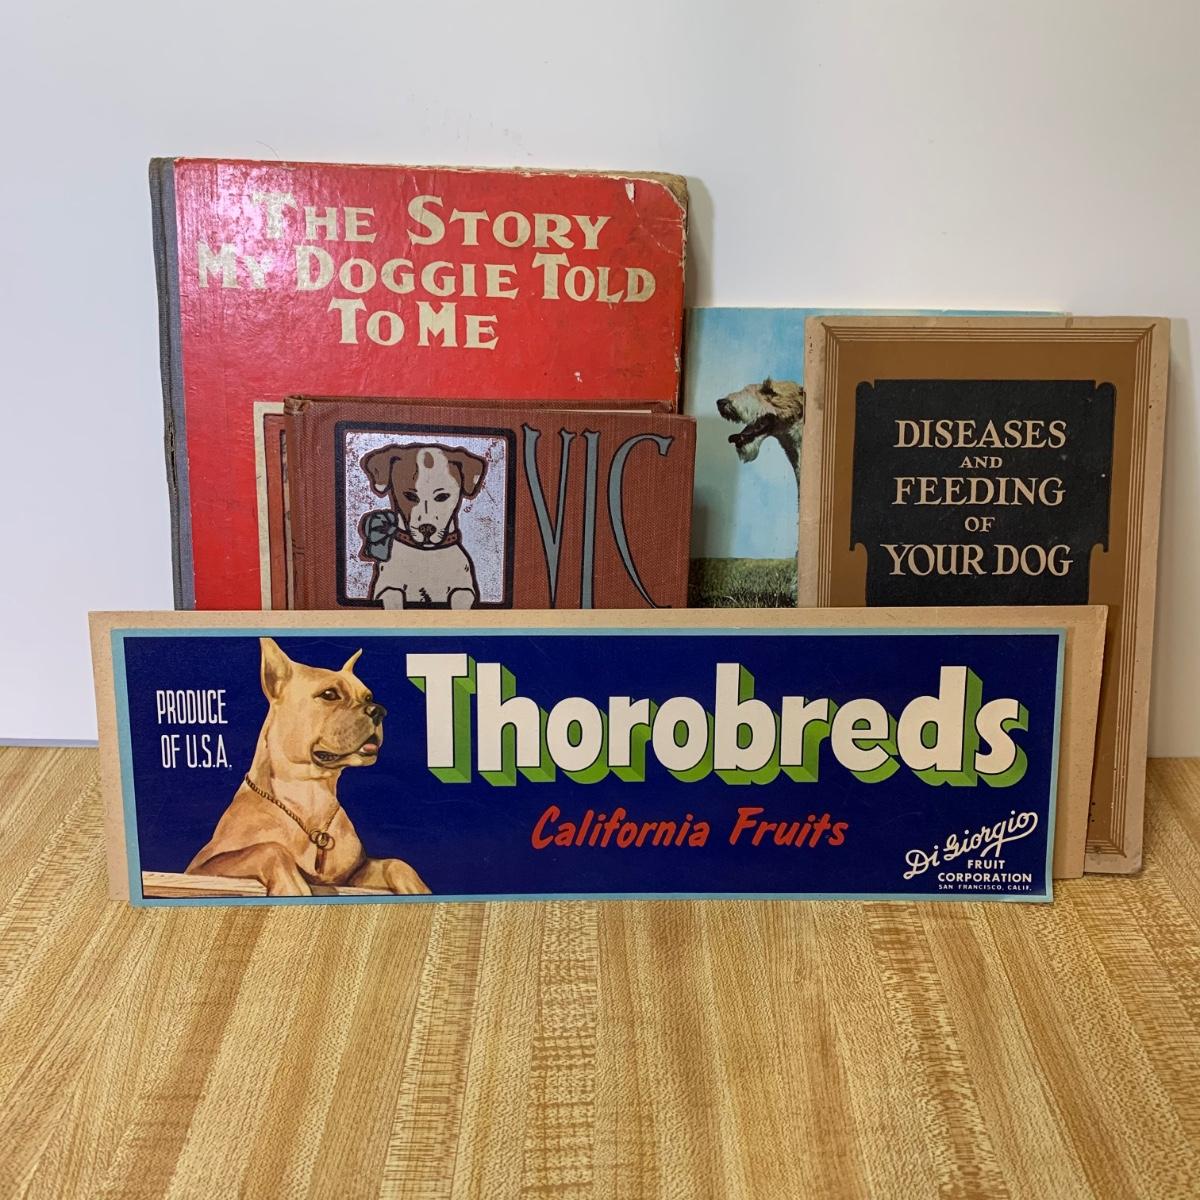 THE STORY
MY DOGGIE TOLD
TO ME
VIC
DISEASES
AND
FEEDING
OF
YOUR DOG
PRODUCE
OF U.S.A.
Thorobreds
California Fruits
Di Giorgio
FRUIT
CORPORATION
SAN FRANCISCO, CALIF.